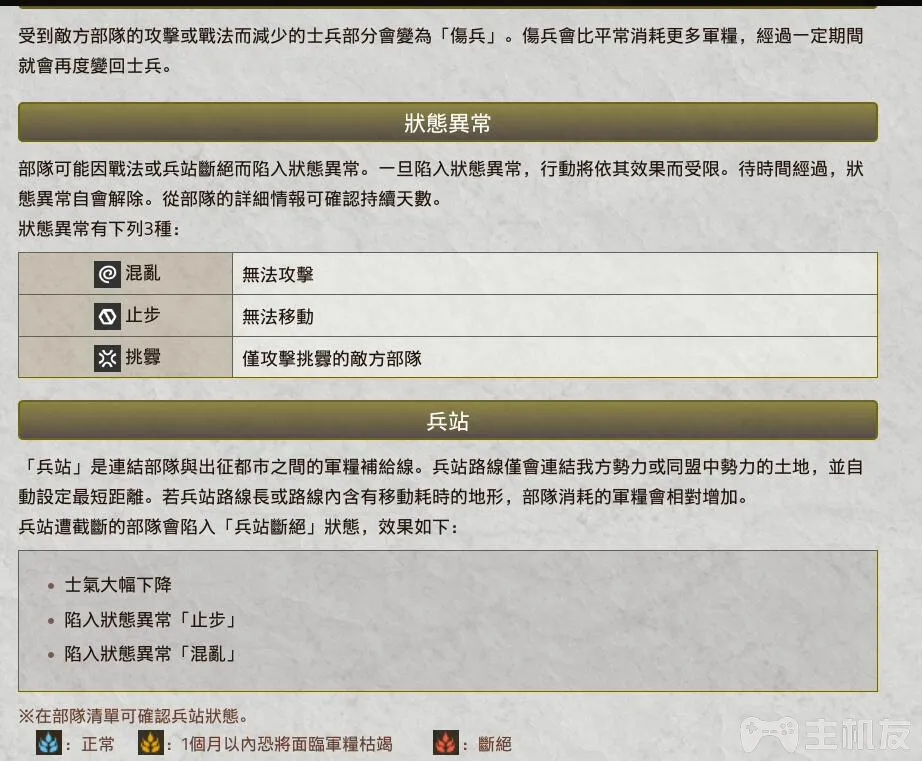 受到敵方部隊的攻擊或戰法而減少的士兵部分會變為「傷兵」。傷兵會比平常消耗更多軍糧，經過一定期間
就會再度變回士兵。
狀態異常
部隊可能因戰法或兵站斷絕而陷入狀態異常。一旦陷入狀態異常，行動將依其效果而受限。待時間經過，狀
態異常自會解除。從部隊的詳細情報可確認持續天數。
狀態異常有下列3種：
混亂 無法攻擊
止步 無法移動
挑釁 僅攻擊挑釁的敵方部隊
兵站
「兵站」是連結部隊與出征都市之間的軍糧補給線。兵站路線僅會連結我方勢力或同盟中勢力的土地，並自
動設定最短距離。若兵站路線長或路線內含有移動耗時的地形，部隊消耗的軍糧會相對增加。
兵站遭截斷的部隊會陷入「兵站斷絕」狀態，效果如下：
• 士氣大幅下降
• 陷入狀態異常「止步」
• 陷入狀態異常「混亂」
※在部隊清單可確認兵站狀態。
：正常 ：1個月以內恐將面臨軍糧枯竭 ：斷絕
主机友